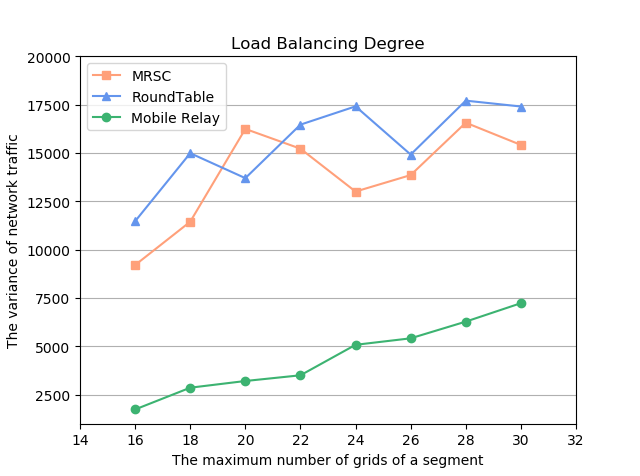 Load Balancing Degree
20000
17500
15000
12500
10000
7500
5000
2500
The variance of network traffic
MRSC
RoundTable
Mobile Relay
14 16 18 20 22 24 26 28 30 32
The maximum number of grids of a segment